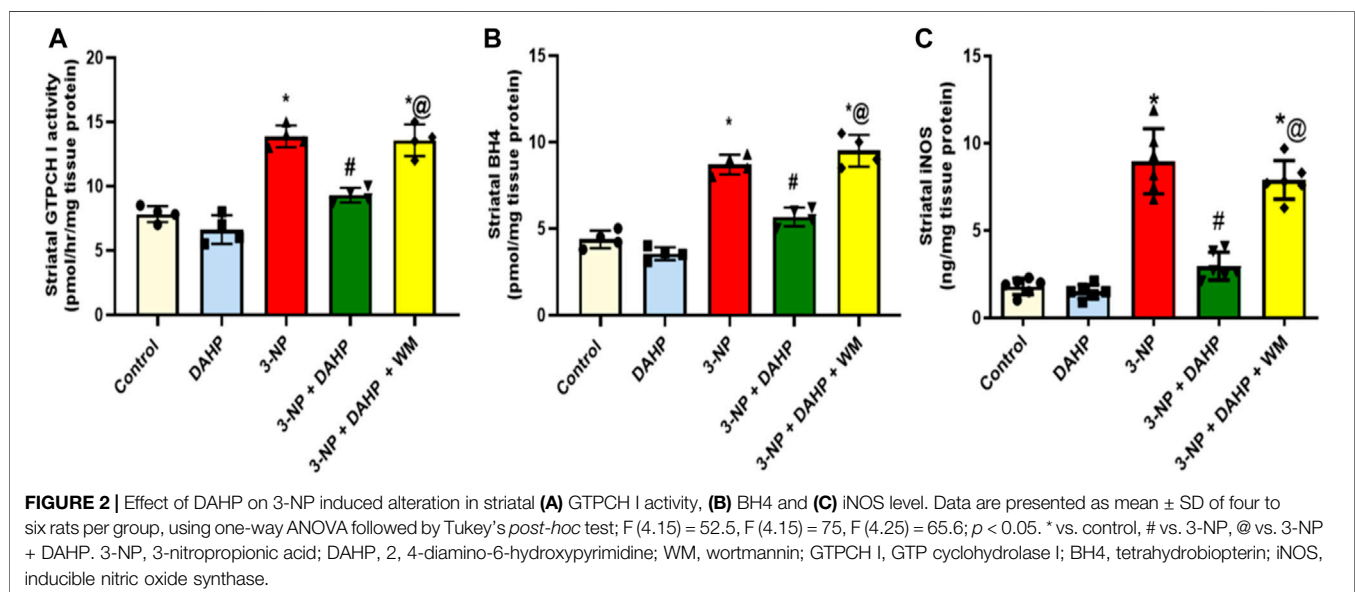 A
Striatal GTPCH I activity
(pmol/hr/mg tissue protein)
20
15
10
5
0
*
#
*@
Control
DAHP
3-NP
3-NP + DAHP
3-NP + DAHP + WM
B
Striatal BH4
(pmol/mg tissue protein)
15
10
5
0
*
#
*@
Control
DAHP
3-NP
3-NP + DAHP
3-NP + DAHP + WM
C
Striatal iNOS
(ng/mg tissue protein)
15
10
5
0
*
#
*@
Control
DAHP
3-NP
3-NP + DAHP
3-NP + DAHP + WM
FIGURE 2 | Effect of DAHP on 3-NP induced alteration in striatal (A) GTPCH I activity, (B) BH4 and (C) iNOS level. Data are presented as mean ± SD of four to
six rats per group, using one-way ANOVA followed by Tukey's post-hoc test; F (4.15) = 52.5, F (4.15) = 75, F (4.25) = 65.6; p < 0.05. * vs. control, # vs. 3-NP, @ vs. 3-NP
+ DAHP. 3-NP, 3-nitropropionic acid; DAHP, 2, 4-diamino-6-hydroxypyrimidine; WM, wortmannin; GTPCH I, GTP cyclohydrolase I; BH4, tetrahydrobiopterin; iNOS,
inducible nitric oxide synthase.